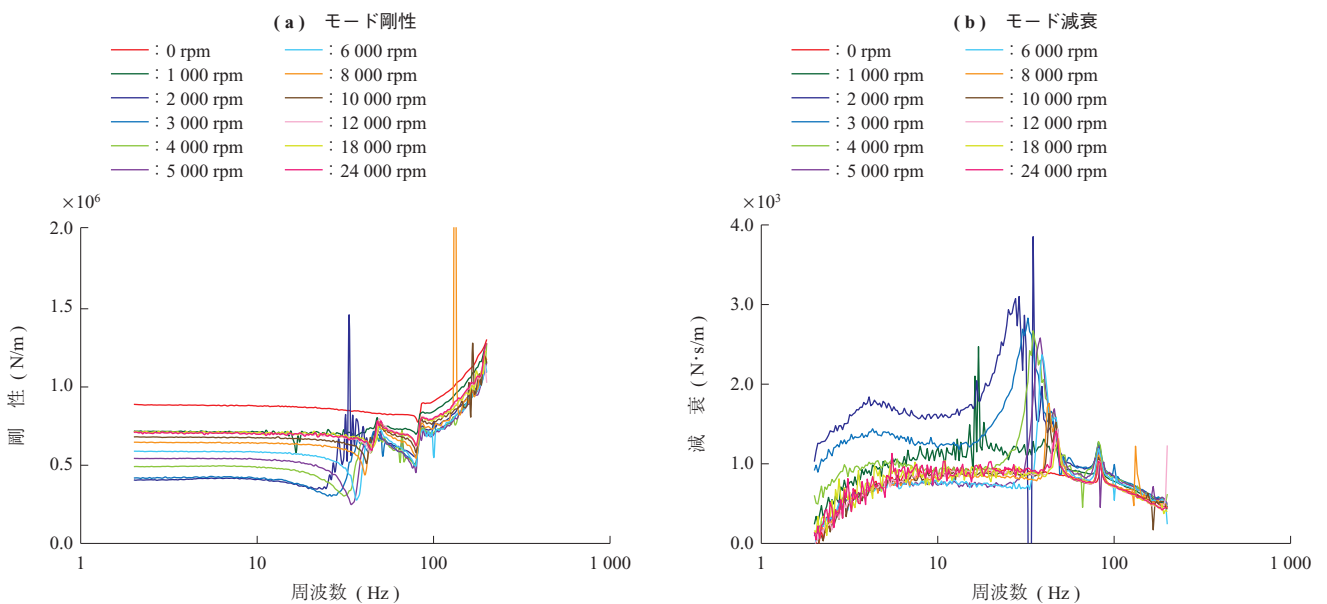 ( a ) モード剛性
: 0 rpm
: 1 000 rpm
: 2 000 rpm
: 3 000 rpm
: 4 000 rpm
: 5 000 rpm
: 6 000 rpm
: 8 000 rpm
: 10 000 rpm
: 12 000 rpm
: 18 000 rpm
: 24 000 rpm
×10⁶
2.0
1.5
1.0
0.5
0.0
剛 性 ( N/m )
1
10
100
1 000
周波数 ( Hz )
( b ) モード減衰
: 0 rpm
: 1 000 rpm
: 2 000 rpm
: 3 000 rpm
: 4 000 rpm
: 5 000 rpm
: 6 000 rpm
: 8 000 rpm
: 10 000 rpm
: 12 000 rpm
: 18 000 rpm
: 24 000 rpm
×10³
4.0
3.0
2.0
1.0
0.0
減 衰 ( N·s/m )
1
10
100
1 000
周波数 ( Hz )